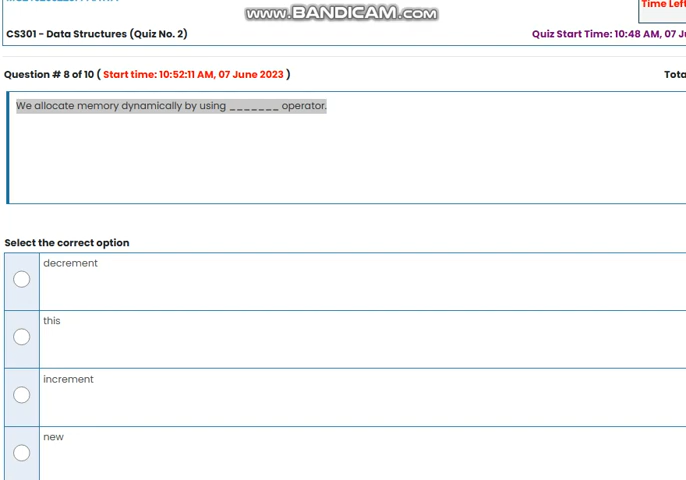 www.BANDICAM.com
Time Left
CS301 - Data Structures (Quiz No. 2)
Quiz Start Time: 10:48 AM, 07
Question # 8 of 10 ( Start time: 10:52:11 AM, 07 June 2023 )
We allocate memory dynamically by using _______ operator.
Select the correct option
decrement
this
increment
new